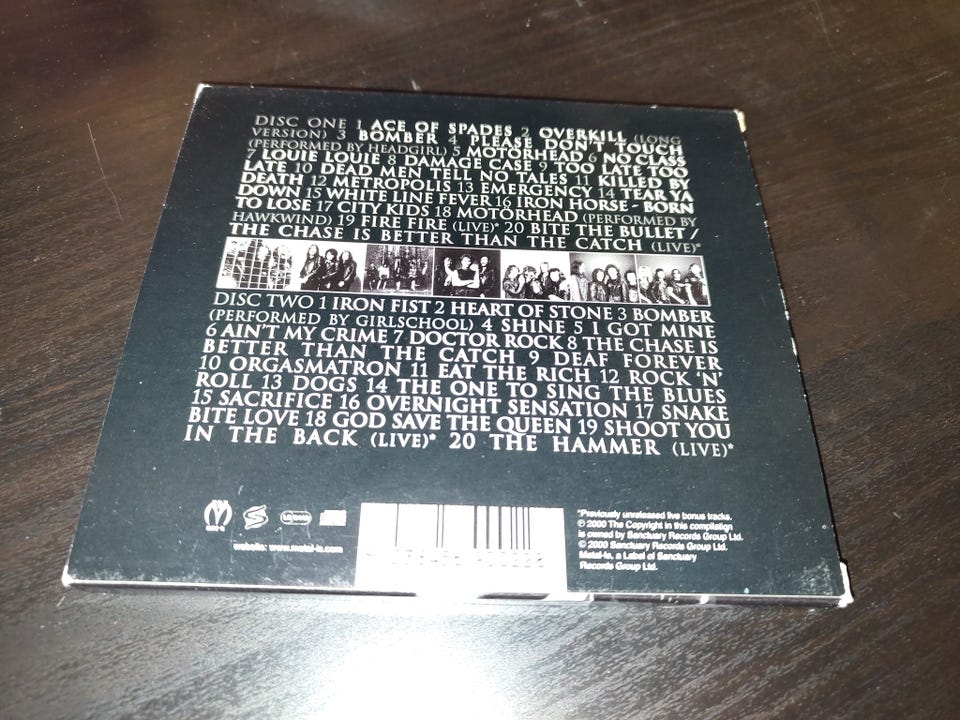 DISC ONE 1 ACE OF SPADES 2 OVERKILL (LONG
VERSION) 3 BOMBER 4 PLEASE DON'T TOUCH
(PERFORMED BY HEADGIRL) 5 MOTORHEAD 6 NO CLASS
7 LOUIE LOUIE 8 DAMAGE CASE 9 TOO LATE TOO
LATE 10 DEAD MEN TELL NO TALES 11 KILLED BY
DEATH 12 METROPOLIS 13 EMERGENCY 14 TEAR YA
DOWN 15 WHITE LINE FEVER 16 IRON HORSE - BORN
TO LOSE 17 CITY KIDS 18 MOTORHEAD (PERFORMED BY
HAWKWIND) 19 FIRE FIRE (LIVE)* 20 BITE THE BULLET /
THE CHASE IS BETTER THAN THE CATCH (LIVE)*
DISC TWO 1 IRON FIST 2 HEART OF STONE 3 BOMBER
(PERFORMED BY GIRLSCHOOL) 4 SHINE 5 I GOT MINE
6 AIN'T MY CRIME 7 DOCTOR ROCK 8 THE CHASE IS
BETTER THAN THE CATCH 9 DEAF FOREVER
10 ORGASMATRON 11 EAT THE RICH 12 ROCK 'N'
ROLL 13 DOGS 14 THE ONE TO SING THE BLUES
15 SACRIFICE 16 OVERNIGHT SENSATION 17 SNAKE
BITE LOVE 18 GOD SAVE THE QUEEN 19 SHOOT YOU
IN THE BACK (LIVE)* 20 THE HAMMER (LIVE)*
website: www.metal-is.com
*Previously unreleased live bonus tracks.
℗ 2000 The Copyright in this compilation
is owned by Sanctuary Records Group Ltd.
© 2000 Sanctuary Records Group Ltd.
Metal-Is, a Label of Sanctuary
Records Group Ltd.